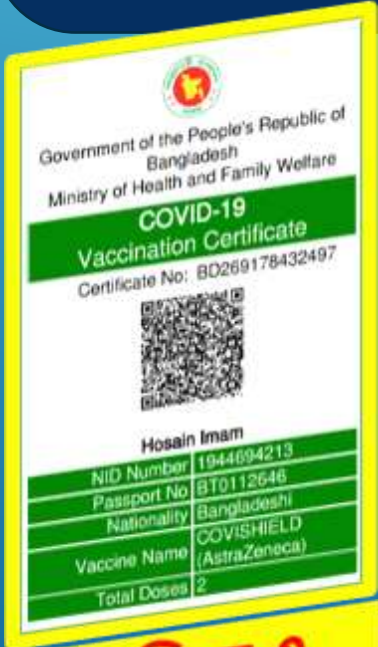 Government of the People's Republic of
Bangladesh
Ministry of Health and Family Welfare
COVID-19
Vaccination Certificate
Certificate No: BD269178432497
Hosain Imam
NID Number 1944694213
Passport No BT0112646
Nationality Bangladeshi
Vaccine Name COVISHIELD
(AstraZeneca)
Total Doses 2